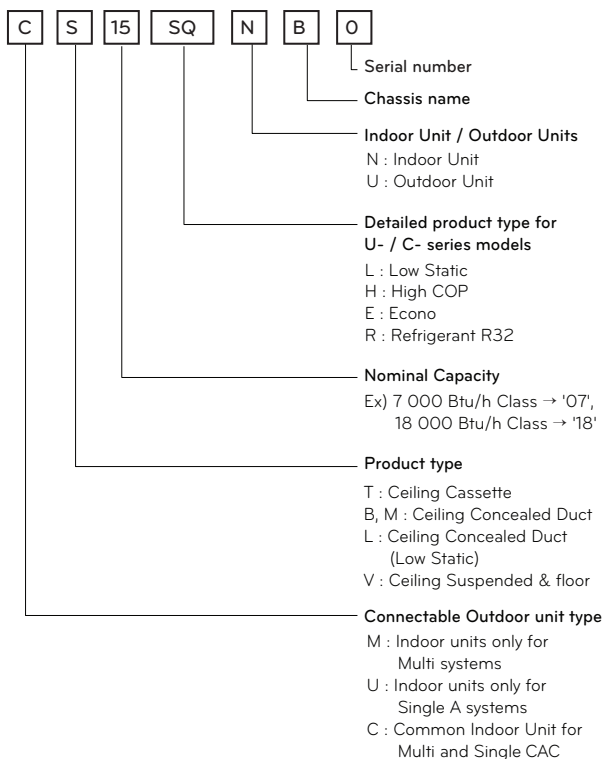 C S 15 SQ N B 0
Serial number
Chassis name
Indoor Unit / Outdoor Units
N : Indoor Unit
U : Outdoor Unit
Detailed product type for
U- / C- series models
L : Low Static
H : High COP
E : Econo
R : Refrigerant R32
Nominal Capacity
Ex) 7 000 Btu/h Class → '07',
18 000 Btu/h Class → '18'
Product type
T : Ceiling Cassette
B, M : Ceiling Concealed Duct
L : Ceiling Concealed Duct
(Low Static)
V : Ceiling Suspended & floor
Connectable Outdoor unit type
M : Indoor units only for
Multi systems
U : Indoor units only for
Single A systems
C : Common Indoor Unit for
Multi and Single CAC